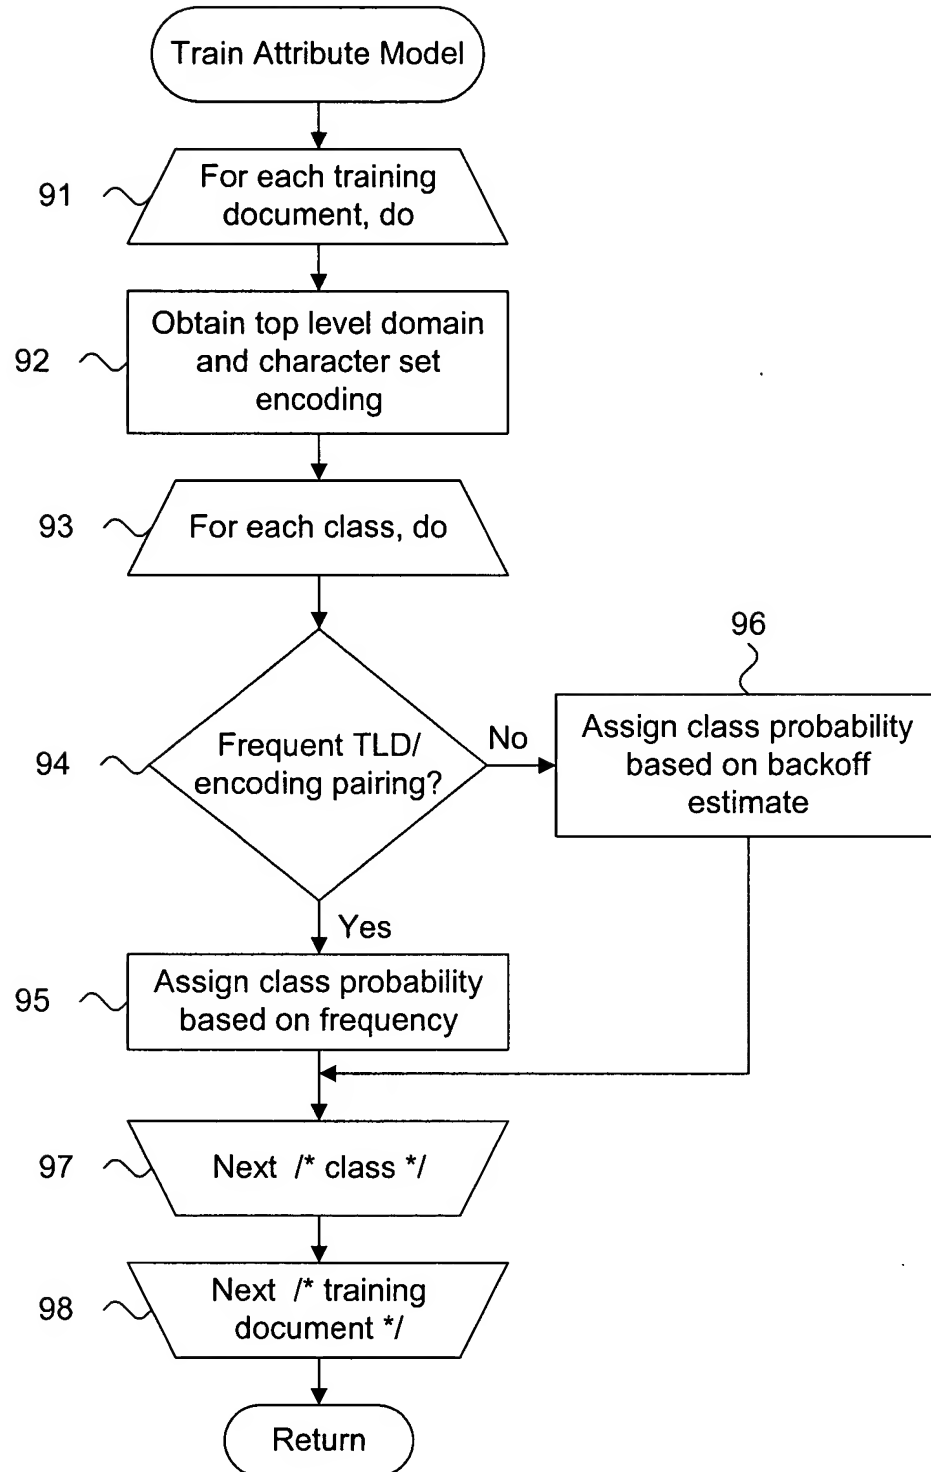 Train Attribute Model
91
For each training
document, do
92
Obtain top level domain
and character set
encoding
93
For each class, do
94
Frequent TLD/
encoding pairing?
No
96
Assign class probability
based on backoff
estimate
Yes
95
Assign class probability
based on frequency
97
Next /* class */
98
Next /* training
document */
Return